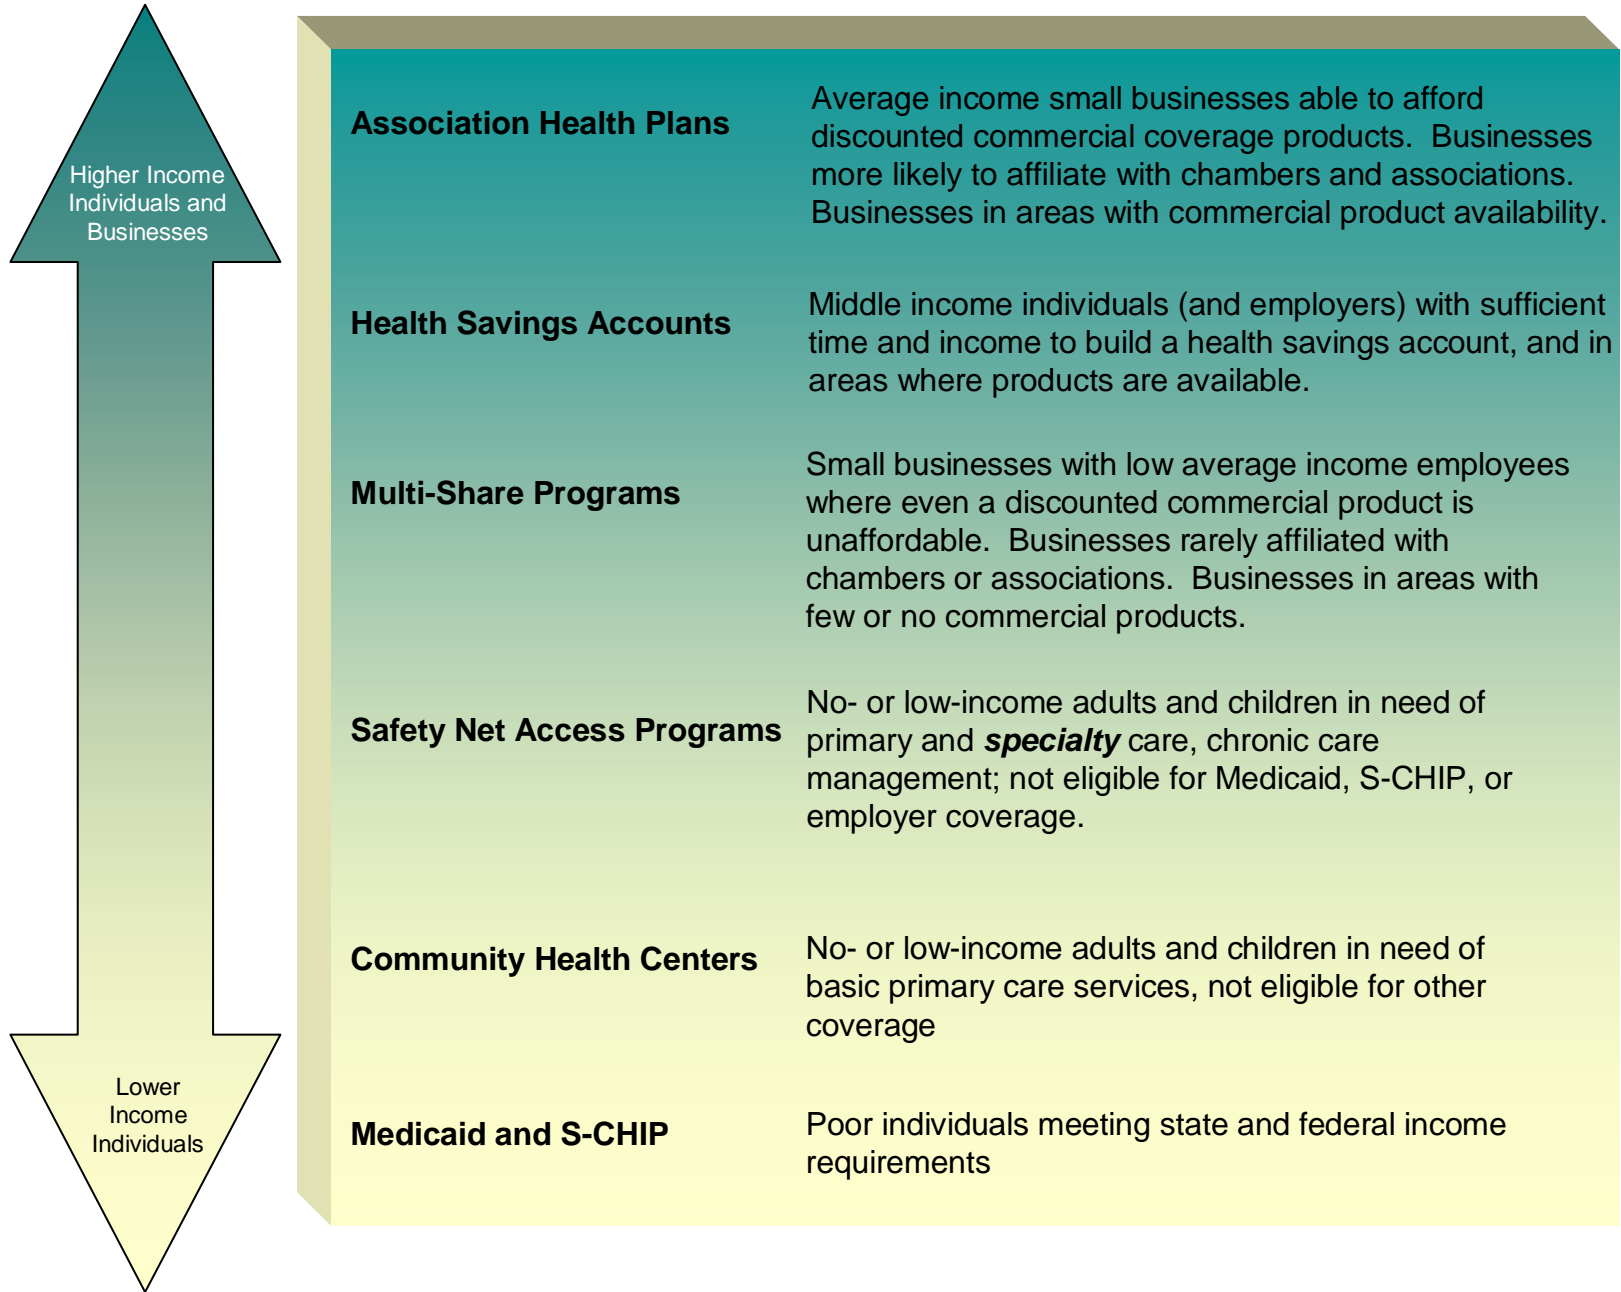 Higher Income
Individuals and
Businesses
Association Health Plans
Average income small businesses able to afford
discounted commercial coverage products.  Businesses
more likely to affiliate with chambers and associations.
Businesses in areas with commercial product availability.
Health Savings Accounts
Middle income individuals (and employers) with sufficient
time and income to build a health savings account, and in
areas where products are available.
Multi-Share Programs
Small businesses with low average income employees
where even a discounted commercial product is
unaffordable.  Businesses rarely affiliated with
chambers or associations.  Businesses in areas with
few or no commercial products.
Safety Net Access Programs
No- or low-income adults and children in need of
primary and specialty care, chronic care
management; not eligible for Medicaid, S-CHIP, or
employer coverage.
Community Health Centers
No- or low-income adults and children in need of
basic primary care services, not eligible for other
coverage
Lower
Income
Individuals
Medicaid and S-CHIP
Poor individuals meeting state and federal income
requirements